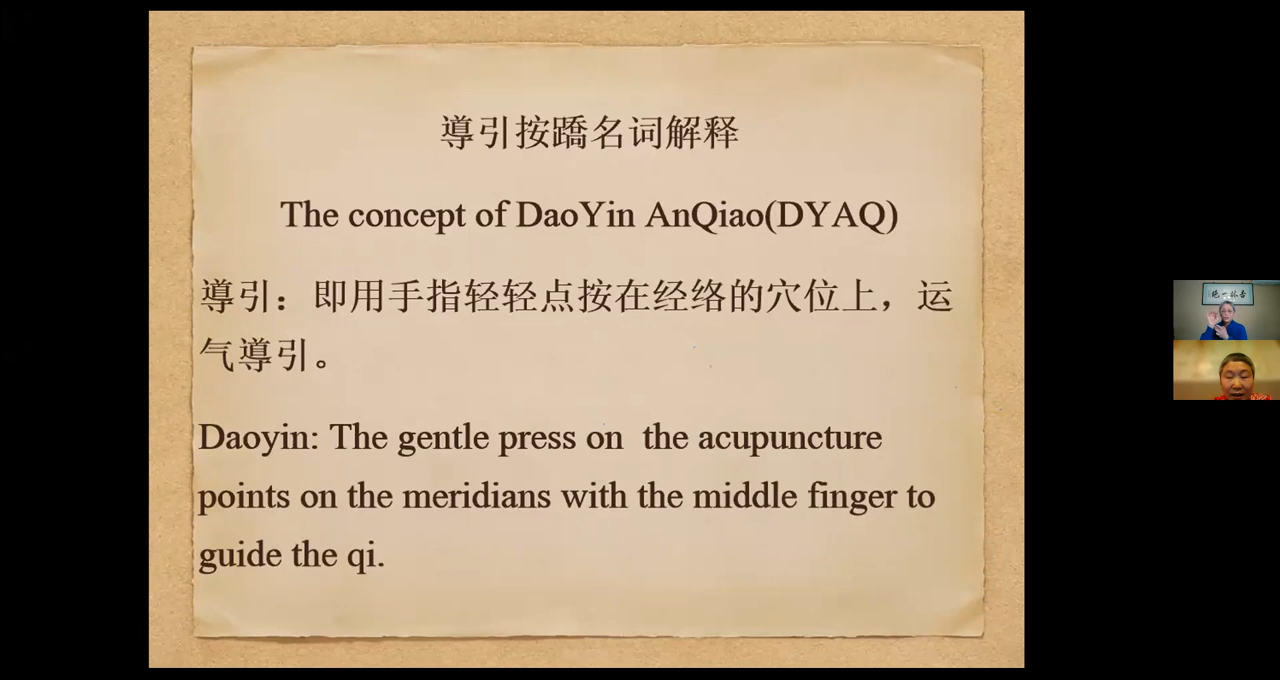 導引按蹻名词解释
The concept of DaoYin AnQiao(DYAQ)
導引：即用手指轻轻点按在经络的穴位上，运
气導引。
Daoyin: The gentle press on the acupuncture
points on the meridians with the middle finger to
guide the qi.